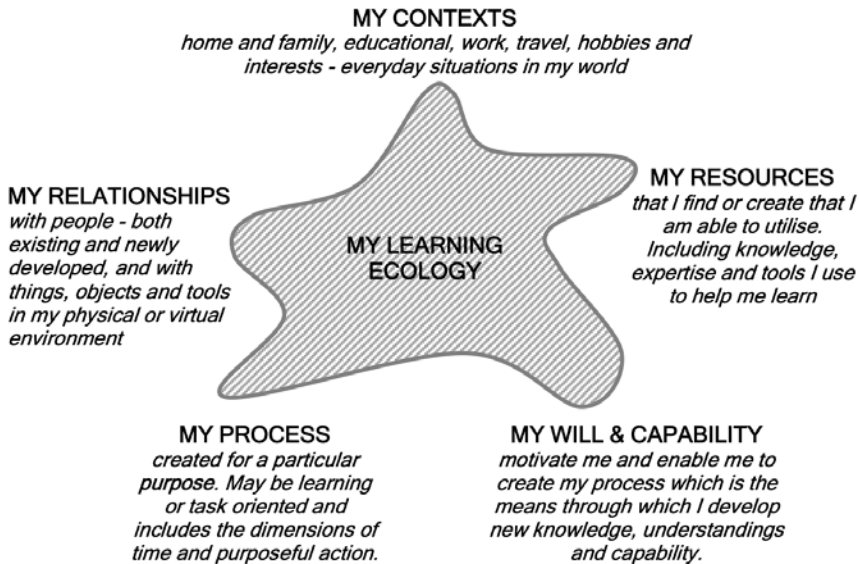 MY CONTEXTS
home and family, educational, work, travel, hobbies and
interests - everyday situations in my world
MY RELATIONSHIPS
with people - both
existing and newly
developed, and with
things, objects and tools
in my physical or virtual
environment
MY LEARNING
ECOLOGY
MY RESOURCES
that I find or create that I
am able to utilise.
Including knowledge,
expertise and tools I use
to help me learn
MY PROCESS
created for a particular
purpose. May be learning
or task oriented and
includes the dimensions of
time and purposeful action.
MY WILL & CAPABILITY
motivate me and enable me to
create my process which is the
means through which I develop
new knowledge, understandings
and capability.